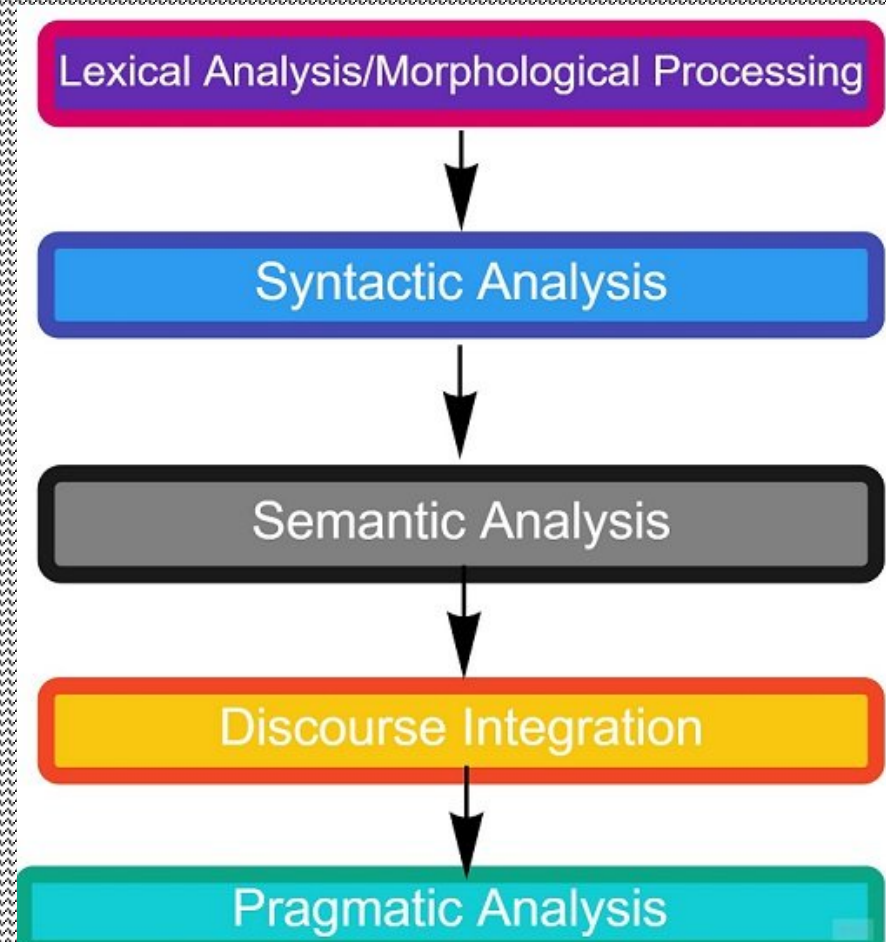 Lexical Analysis/Morphological Processing
Syntactic Analysis
Semantic Analysis
Discourse Integration
Pragmatic Analysis